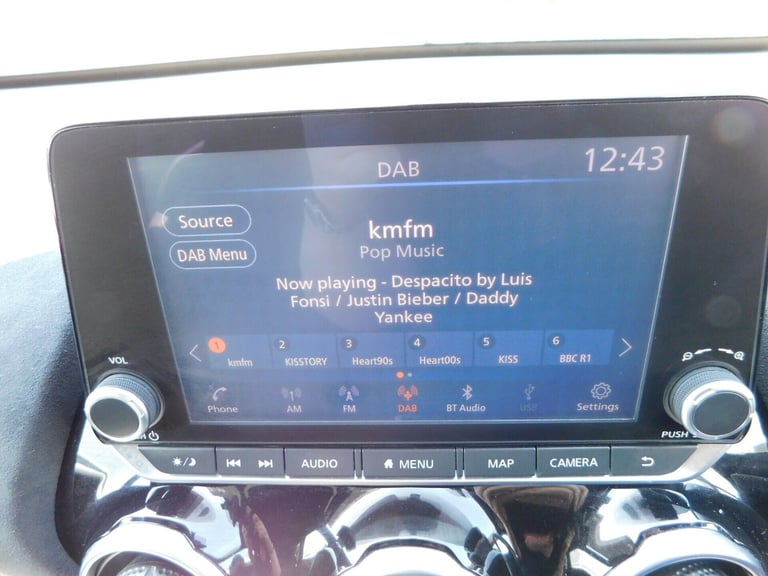 DAB
12:43
Source
DAB Menu
kmfm
Pop Music
Now playing - Despacito by Luis
Fonsi / Justin Bieber / Daddy
Yankee
1 kmfm
2 KISSTORY
3 Heart90s
4 Heart00s
5 KISS
6 BBC R1
Phone
AM
FM
DAB
BT Audio
USB
Settings
VOL
PUSH
AUDIO
MENU
MAP
CAMERA